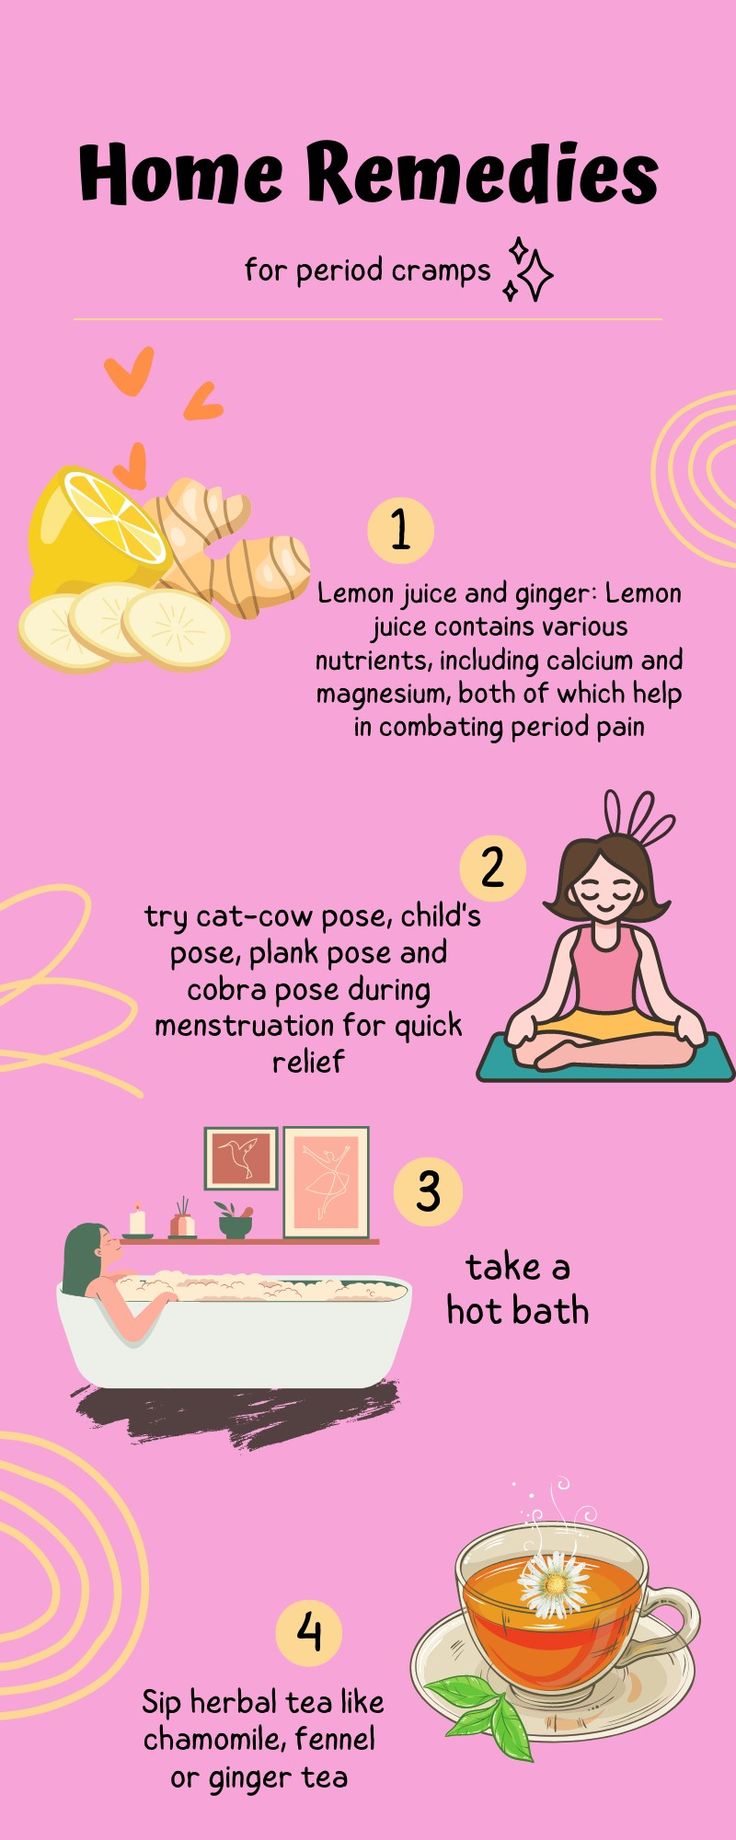 Home Remedies
for period cramps
1
Lemon juice and ginger: Lemon
juice contains various
nutrients, including calcium and
magnesium, both of which help
in combating period pain
2
try cat-cow pose, child's
pose, plank pose and
cobra pose during
menstruation for quick
relief
3
take a
hot bath
4
Sip herbal tea like
chamomile, fennel
or ginger tea